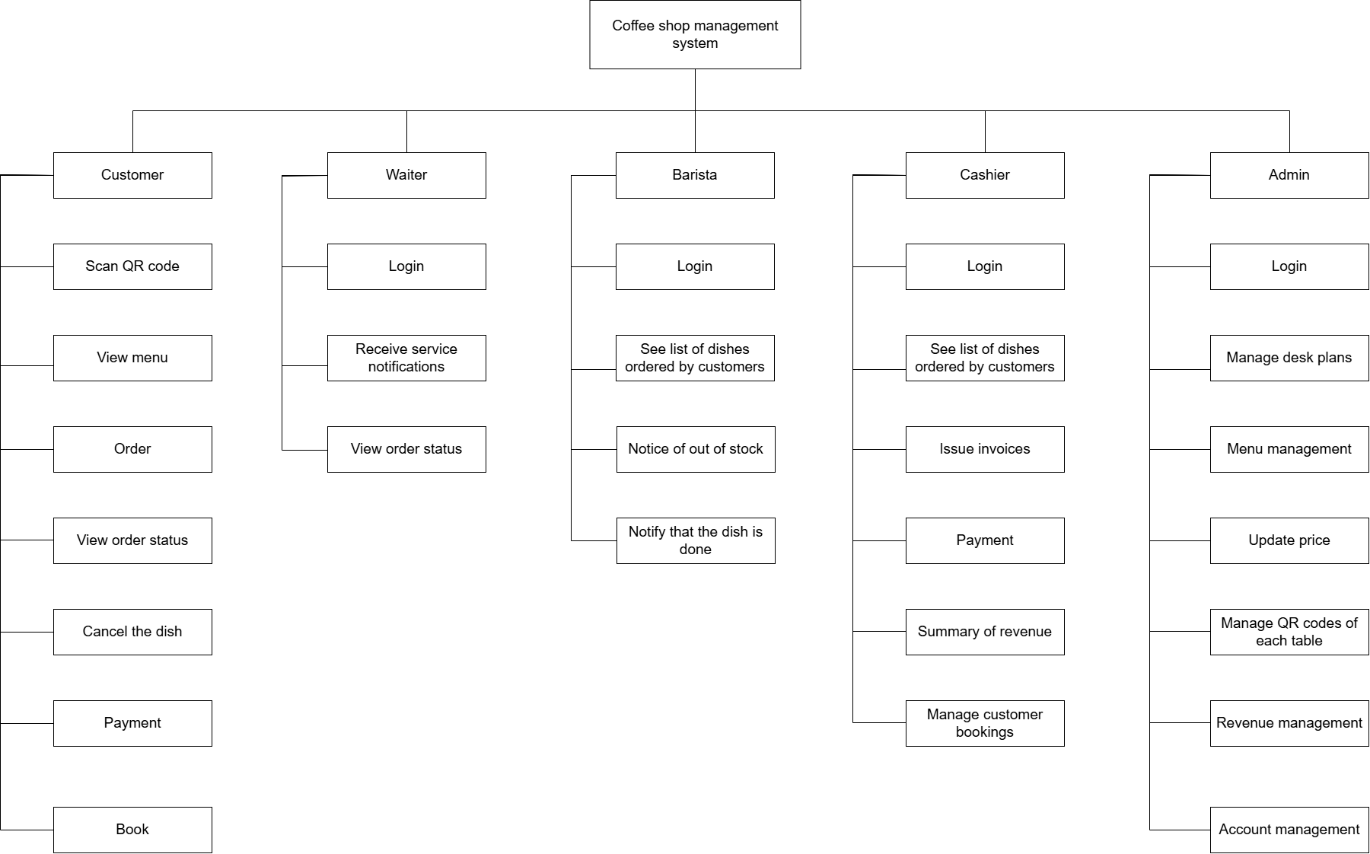 Coffee shop management
system
Customer
Waiter
Barista
Cashier
Admin
Scan QR code
Login
Login
Login
Login
View menu
Receive service
notifications
See list of dishes
ordered by customers
See list of dishes
ordered by customers
Manage desk plans
Order
View order status
Notice of out of stock
Issue invoices
Menu management
View order status
Notify that the dish is
done
Payment
Update price
Cancel the dish
Summary of revenue
Manage QR codes of
each table
Payment
Manage customer
bookings
Revenue management
Book
Account management